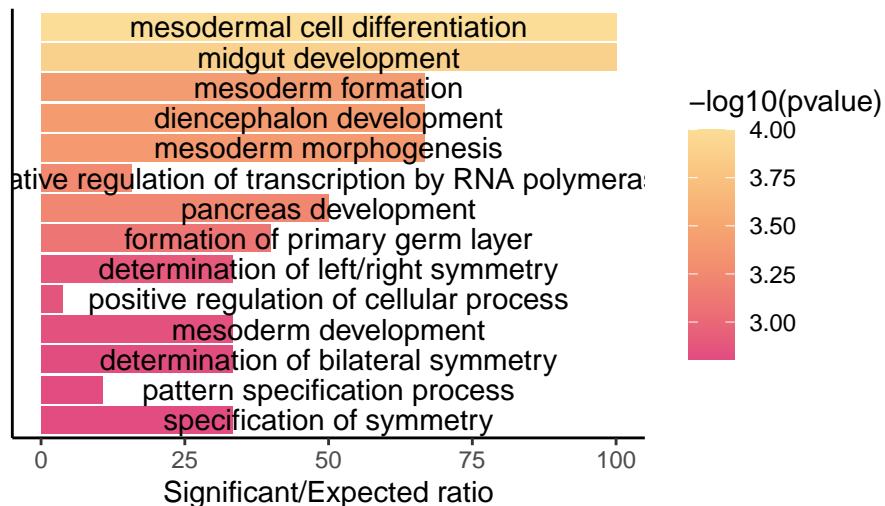 mesodermal cell differentiation
midgut development
mesoderm formation
diencephalon development
mesoderm morphogenesis
regulation of transcription by RNA
pancreas development
formation of primary germ layer
determination of left/right symmetry
positive regulation of cellular process
mesoderm development
determination of bilateral symmetry
pattern specification process
specification of symmetry
0 25 50 75 100
Significant/Expected ratio
−log10(pvalue)
4.00
3.75
3.50
3.25
3.00